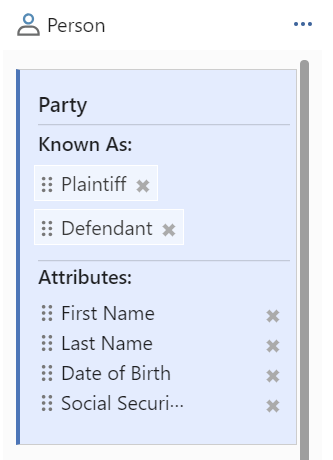 Person
Party
Known As:
Plaintiff
Defendant
Attributes:
First Name
Last Name
Date of Birth
Social Securi···